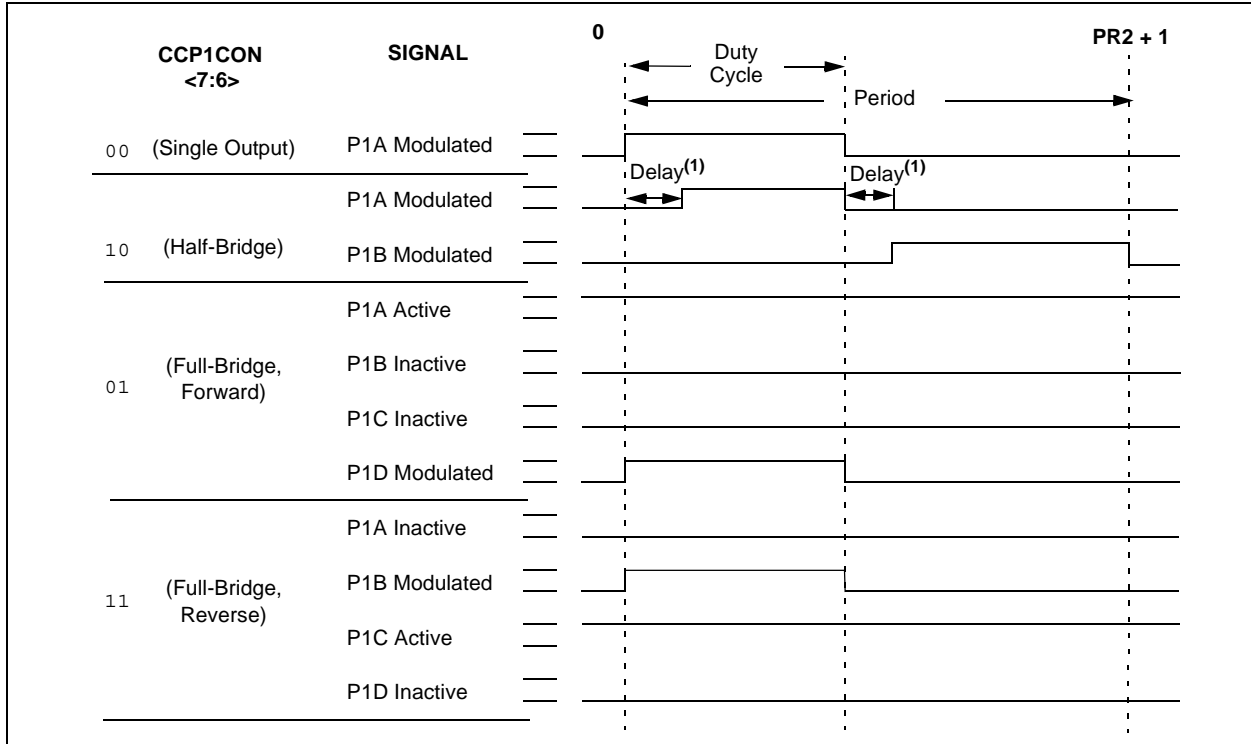 0
PR2 + 1
CCP1CON
<7:6>
SIGNAL
Duty
Cycle
Period
00 (Single Output) P1A Modulated
Delay(1) Delay(1)
P1A Modulated
10 (Half-Bridge) P1B Modulated
P1A Active
P1B Inactive
01 (Full-Bridge,
Forward)
P1C Inactive
P1D Modulated
P1A Inactive
P1B Modulated
11 (Full-Bridge,
Reverse)
P1C Active
P1D Inactive